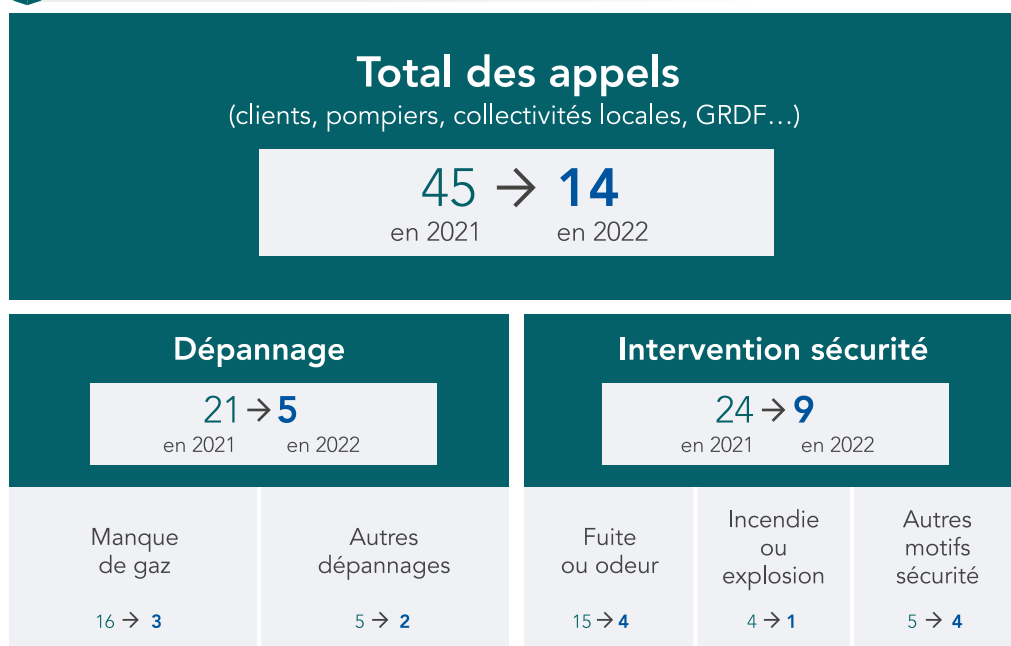 Total des appels
(clients, pompiers, collectivités locales, GRDF...)
45 → 14
en 2021 en 2022
Dépannage
21 → 5
en 2021 en 2022
Manque
de gaz
16 → 3
Autres
dépannages
5 → 2
Intervention sécurité
24 → 9
en 2021 en 2022
Fuite
ou odeur
15 → 4
Incendie
ou
explosion
4 → 1
Autres
motifs
sécurité
5 → 4